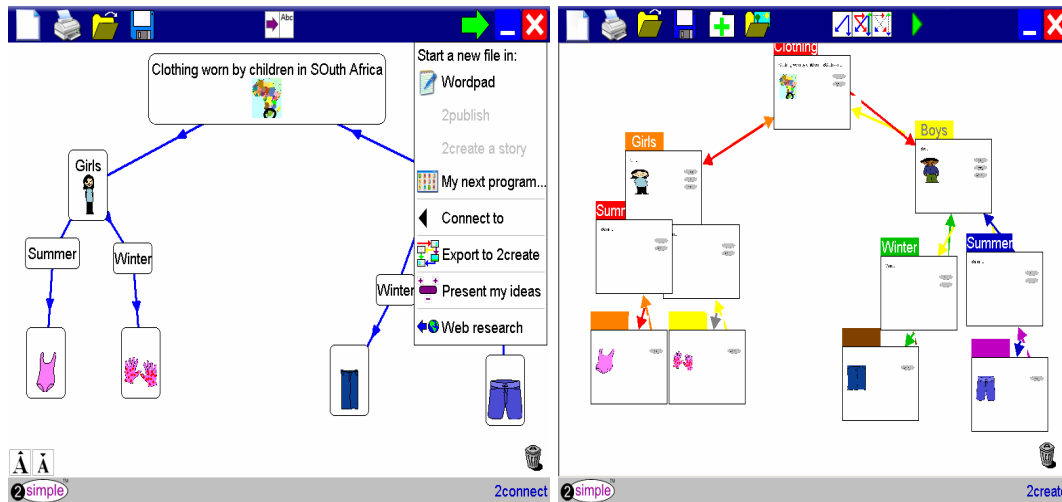 Abc
Clothing worn by children in SOuth Africa
Girls
Summer
Winter
Winter
Start a new file in:
Wordpad
2publish
2create a story
My next program...
Connect to
Export to 2create
Present my ideas
Web research
A A
2simple
2connect
Clothing
Girls
Boys
Summ
Winter
Summer
2simple
2create